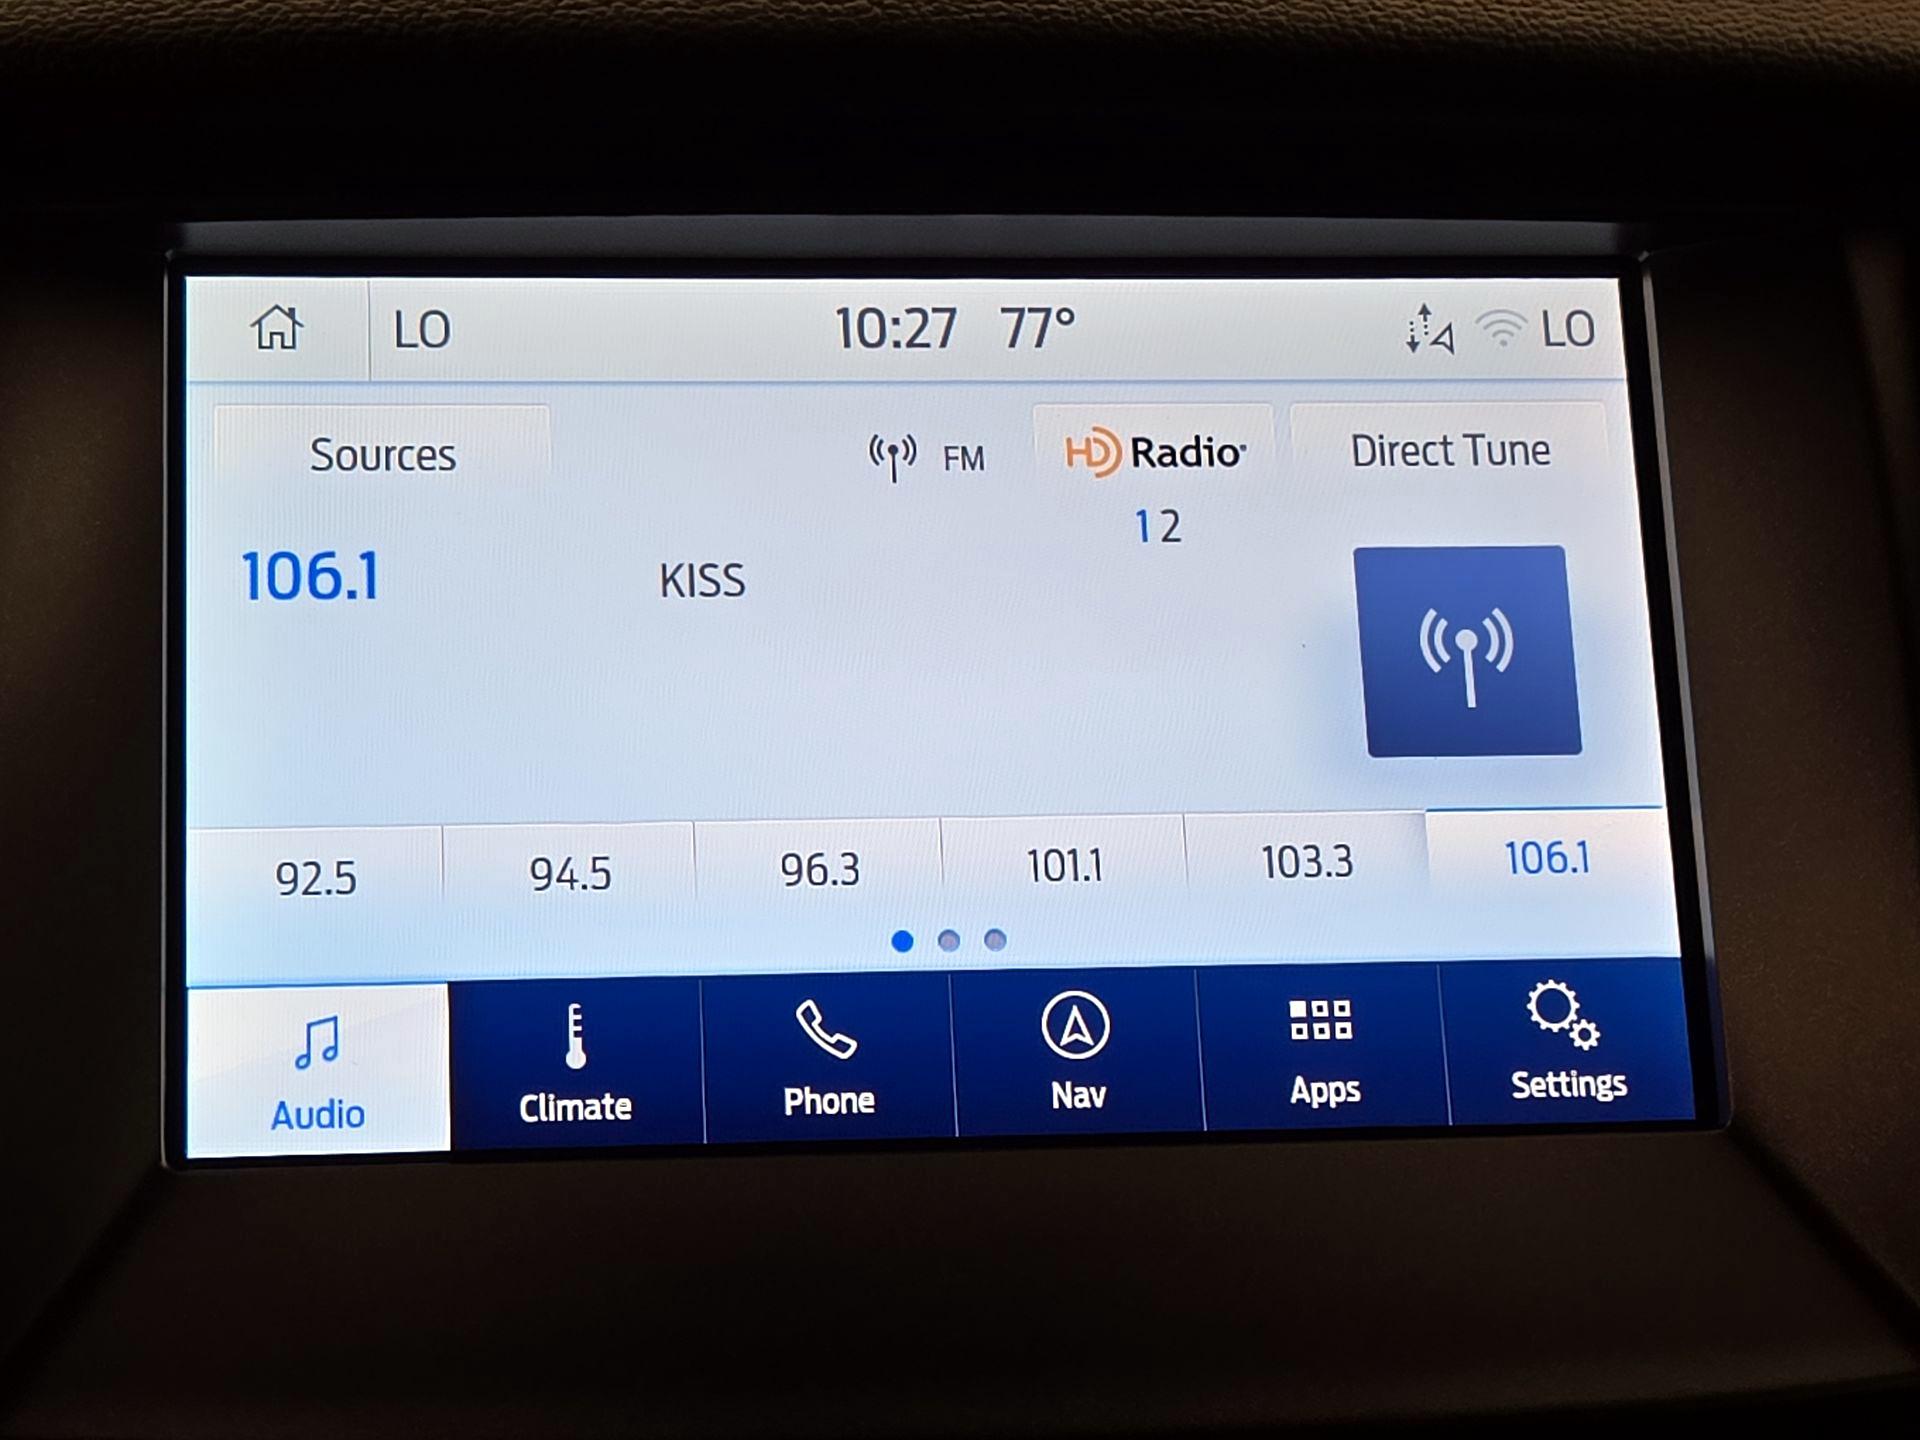 LO 10:27 77° LO
Sources FM HD Radio Direct Tune
1 2
106.1 KISS
92.5 94.5 96.3 101.1 103.3 106.1
Audio Climate Phone Nav Apps Settings